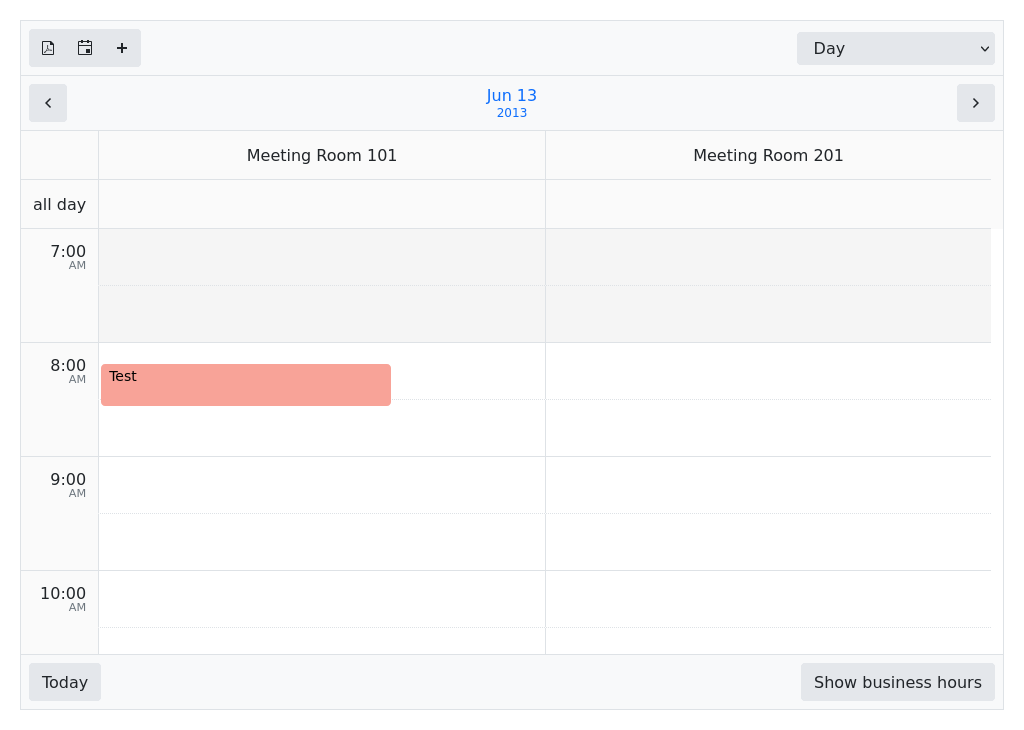 Day
Jun 13
2013
Meeting Room 101 Meeting Room 201
all day
7:00
AM
8:00
AM
Test
9:00
AM
10:00
AM
Today Show business hours